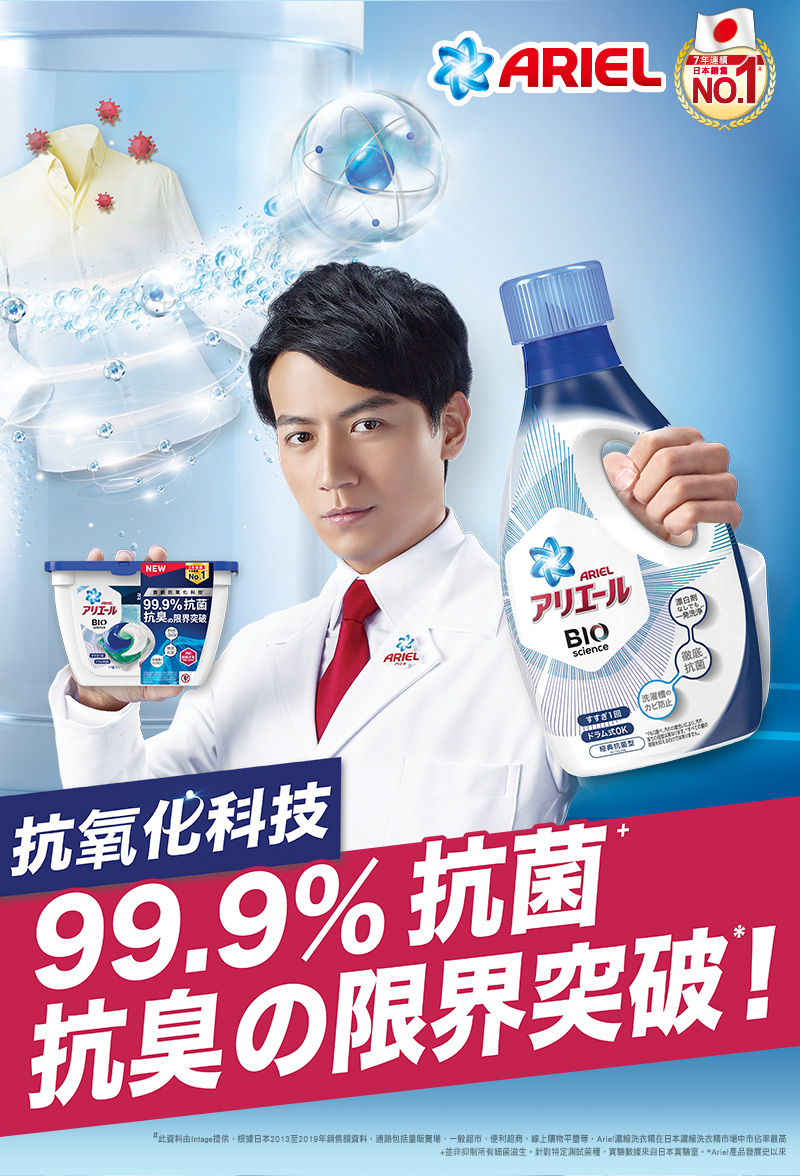 ARIEL
7年連續
日本銷售
NO.1#
NEW
No.1
99.9%抗菌
抗臭の限界突破
ARIEL
アリエール
BIO
science
ARIEL
ARIEL
アリエール
BIO
science
漂白剤
なしでも
一発洗浄
徹底
抗菌
洗濯槽の
カビ防止
すすぎ1回
ドラム式OK
經典抗菌型
抗氧化科技
99.9%抗菌+
抗臭の限界突破*!
#此資料由Intage提供，根據日本2013至2019年銷售額資料，通路包括量販賣場、一般超市、便利超商、線上購物平臺等，Ariel濃縮洗衣精在日本濃縮洗衣精市場中市佔率最高
+並非抑制所有細菌滋生。針對特定測試菌種，實驗數據來自日本實驗室。*Ariel產品發展史以來